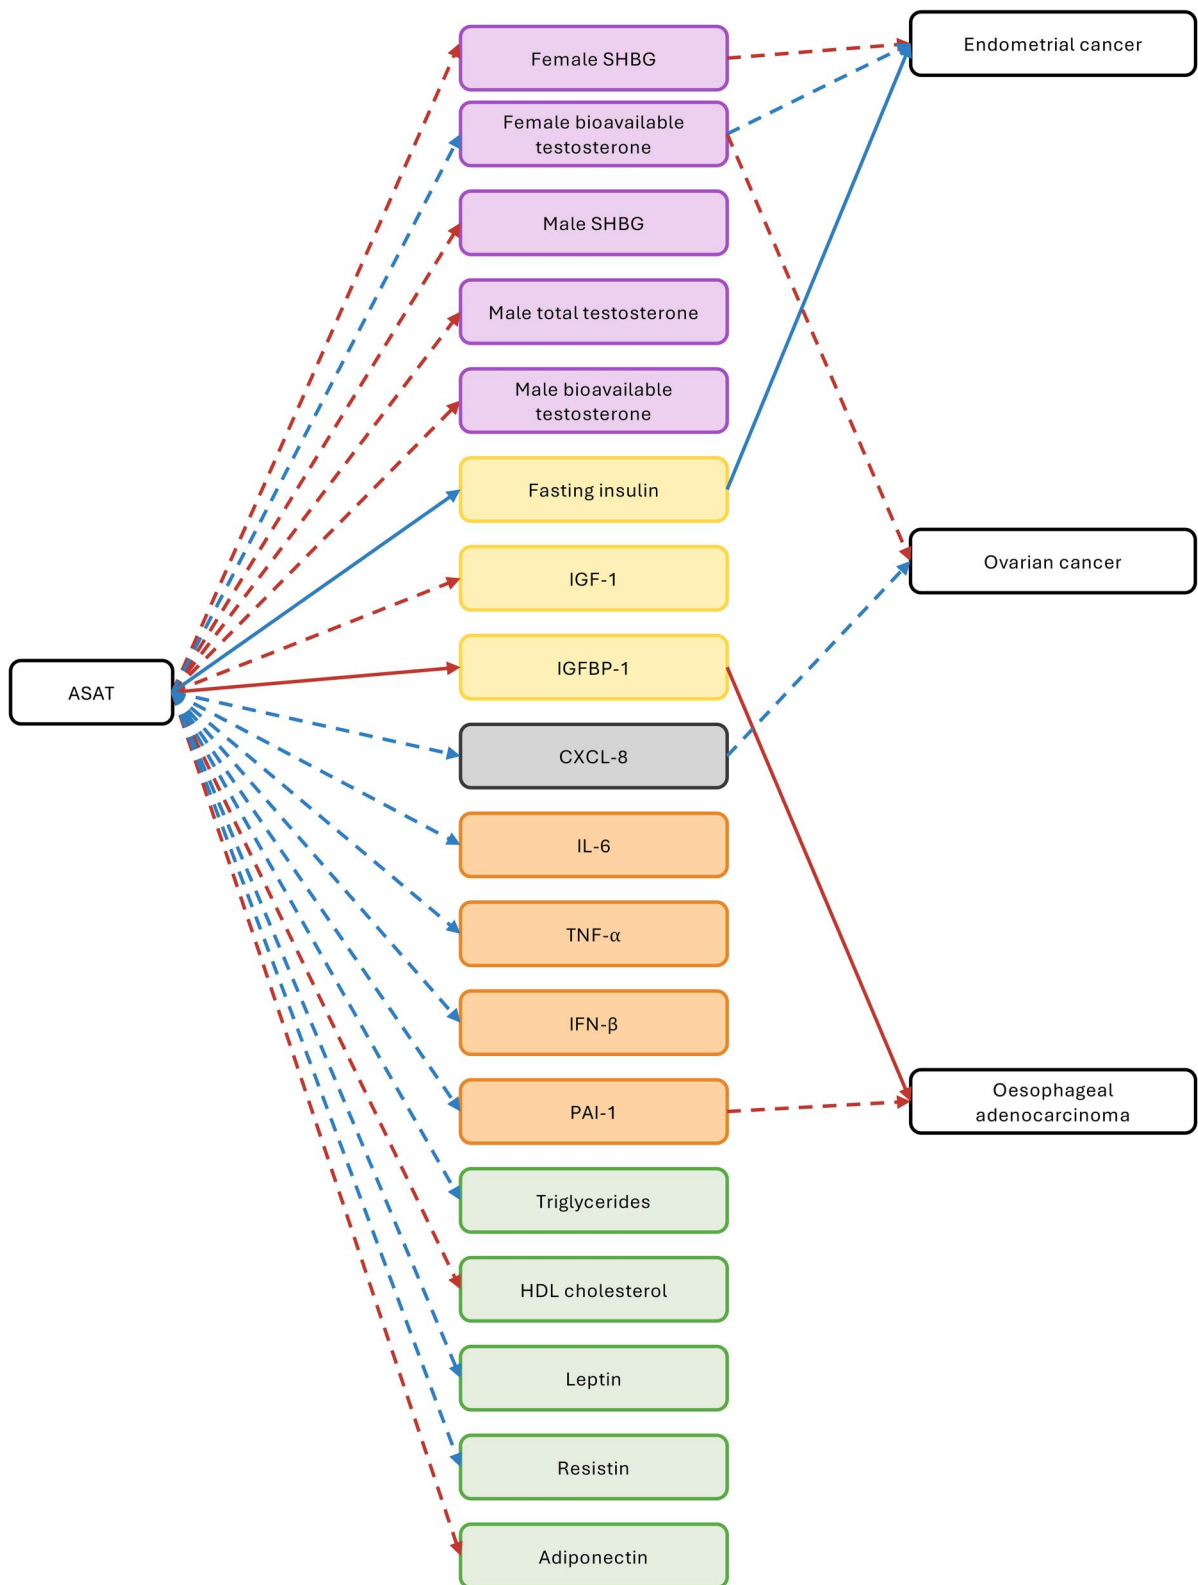 Female SHBG
Endometrial cancer
Female bioavailable
testosterone
Male SHBG
Male total testosterone
Male bioavailable
testosterone
Fasting insulin
IGF-1
Ovarian cancer
IGFBP-1
ASAT
CXCL-8
IL-6
TNF-α
IFN-β
PAI-1
Oesophageal
adenocarcinoma
Triglycerides
HDL cholesterol
Leptin
Resistin
Adiponectin